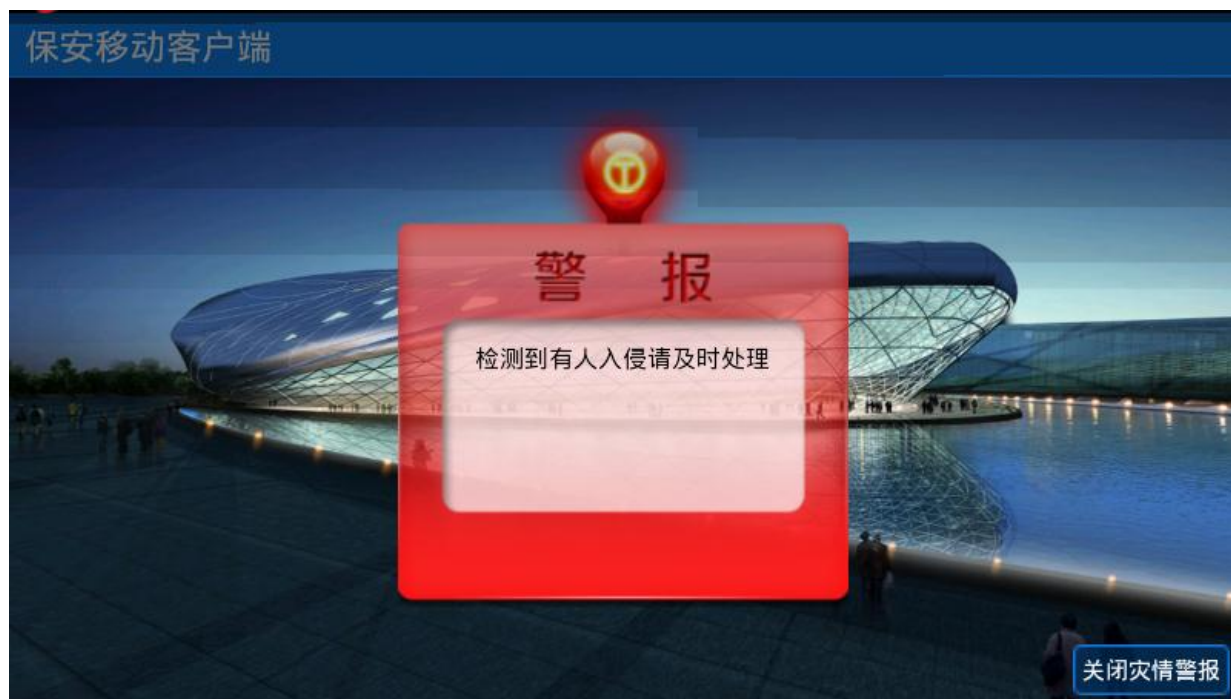 保安移动客户端
警 报
检测到有人入侵请及时处理
关闭灾情警报